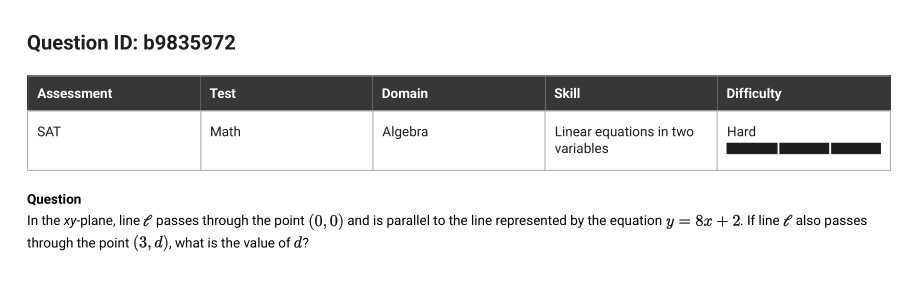 Question ID: b9835972
Assessment Test Domain Skill Difficulty
SAT Math Algebra Linear equations in two Hard
variables
Question
In the xy-plane, line ℓ passes through the point (0, 0) and is parallel to the line represented by the equation y = 8x + 2. If line ℓ also passes
through the point (3, d), what is the value of d?